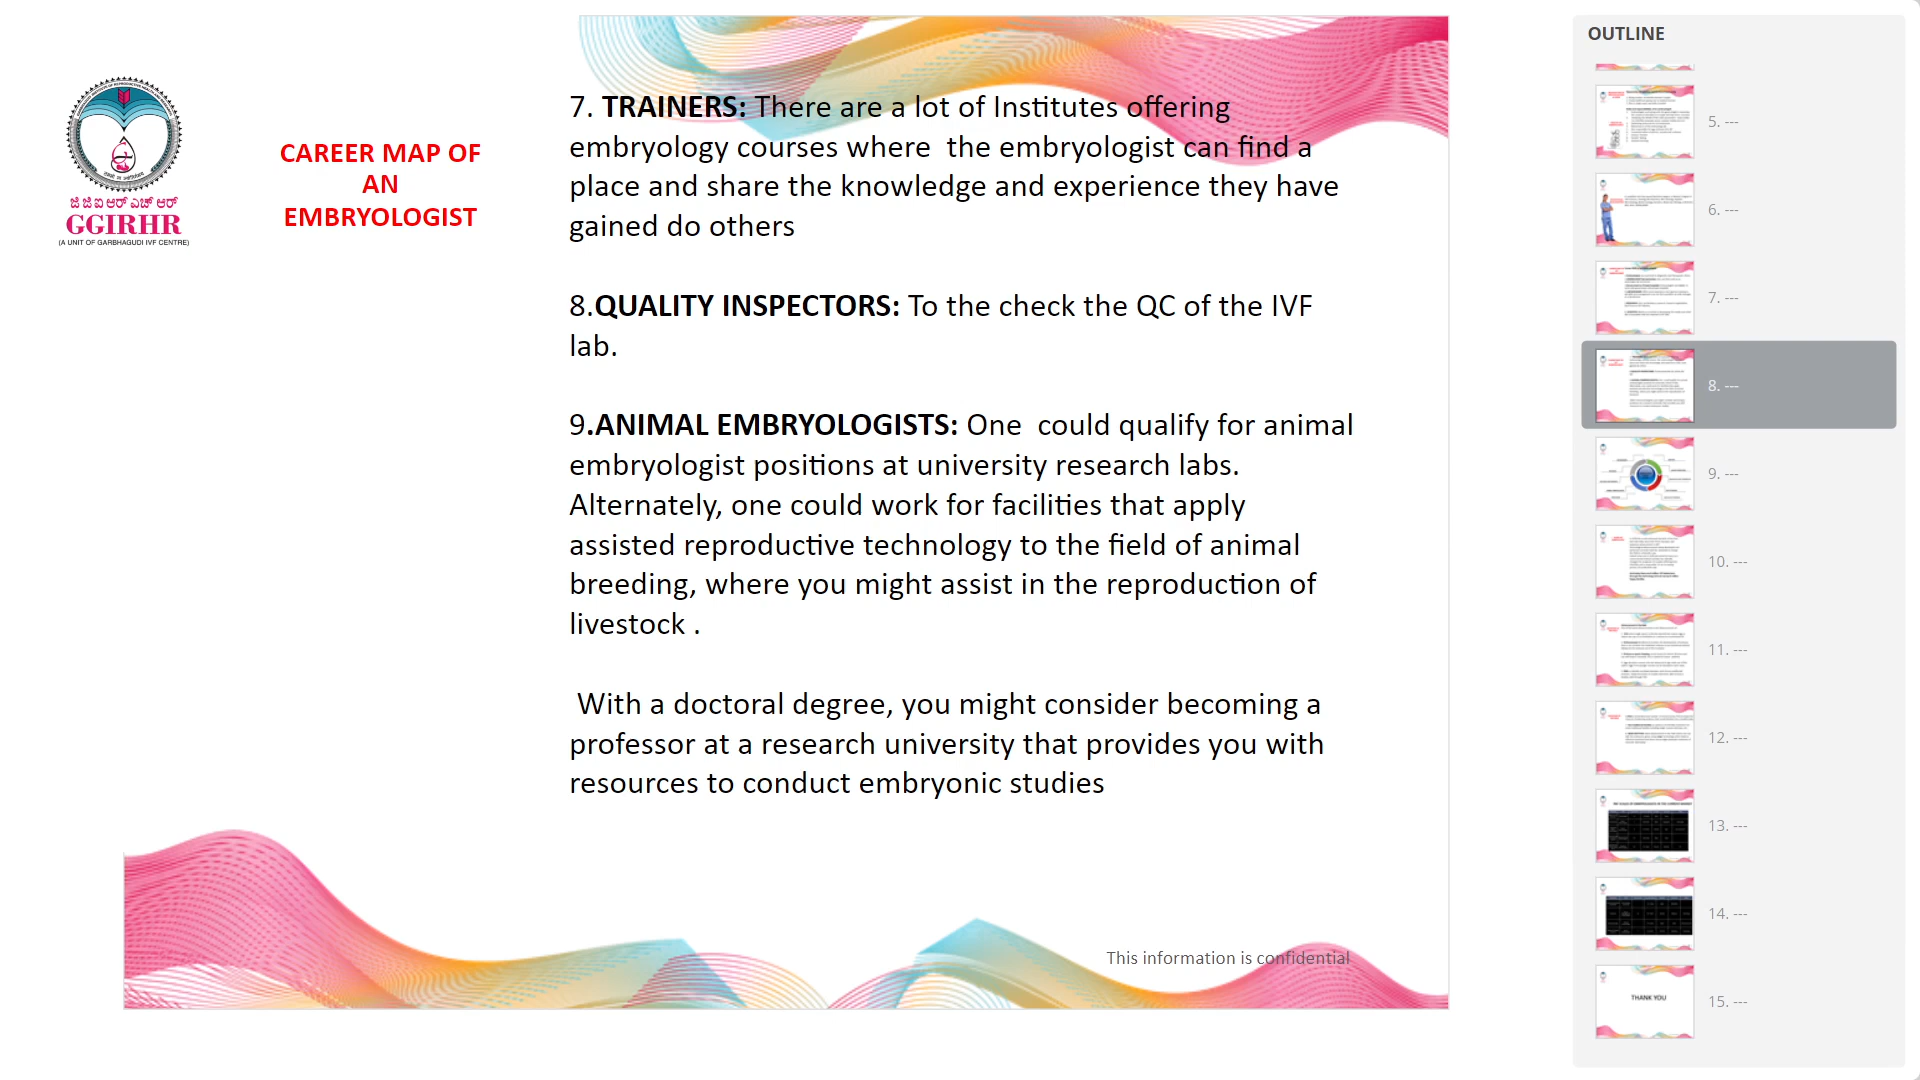 ಜಿ ಜಿ ಐ ಆರ್ ಎಚ್ ಆರ್
GGIRHR
(A UNIT OF GARBHAGUDI IVF CENTRE)
CAREER MAP OF
AN
EMBRYOLOGIST
7. TRAINERS: There are a lot of Institutes offering
embryology courses where  the embryologist can find a
place and share the knowledge and experience they have
gained do others
8.QUALITY INSPECTORS: To the check the QC of the IVF
lab.
9.ANIMAL EMBRYOLOGISTS: One  could qualify for animal
embryologist positions at university research labs.
Alternately, one could work for facilities that apply
assisted reproductive technology to the field of animal
breeding, where you might assist in the reproduction of
livestock .
With a doctoral degree, you might consider becoming a
professor at a research university that provides you with
resources to conduct embryonic studies
This information is confidential
OUTLINE
5. ---
6. ---
7. ---
8. ---
9. ---
10. ---
11. ---
12. ---
13. ---
14. ---
THANK YOU
15. ---